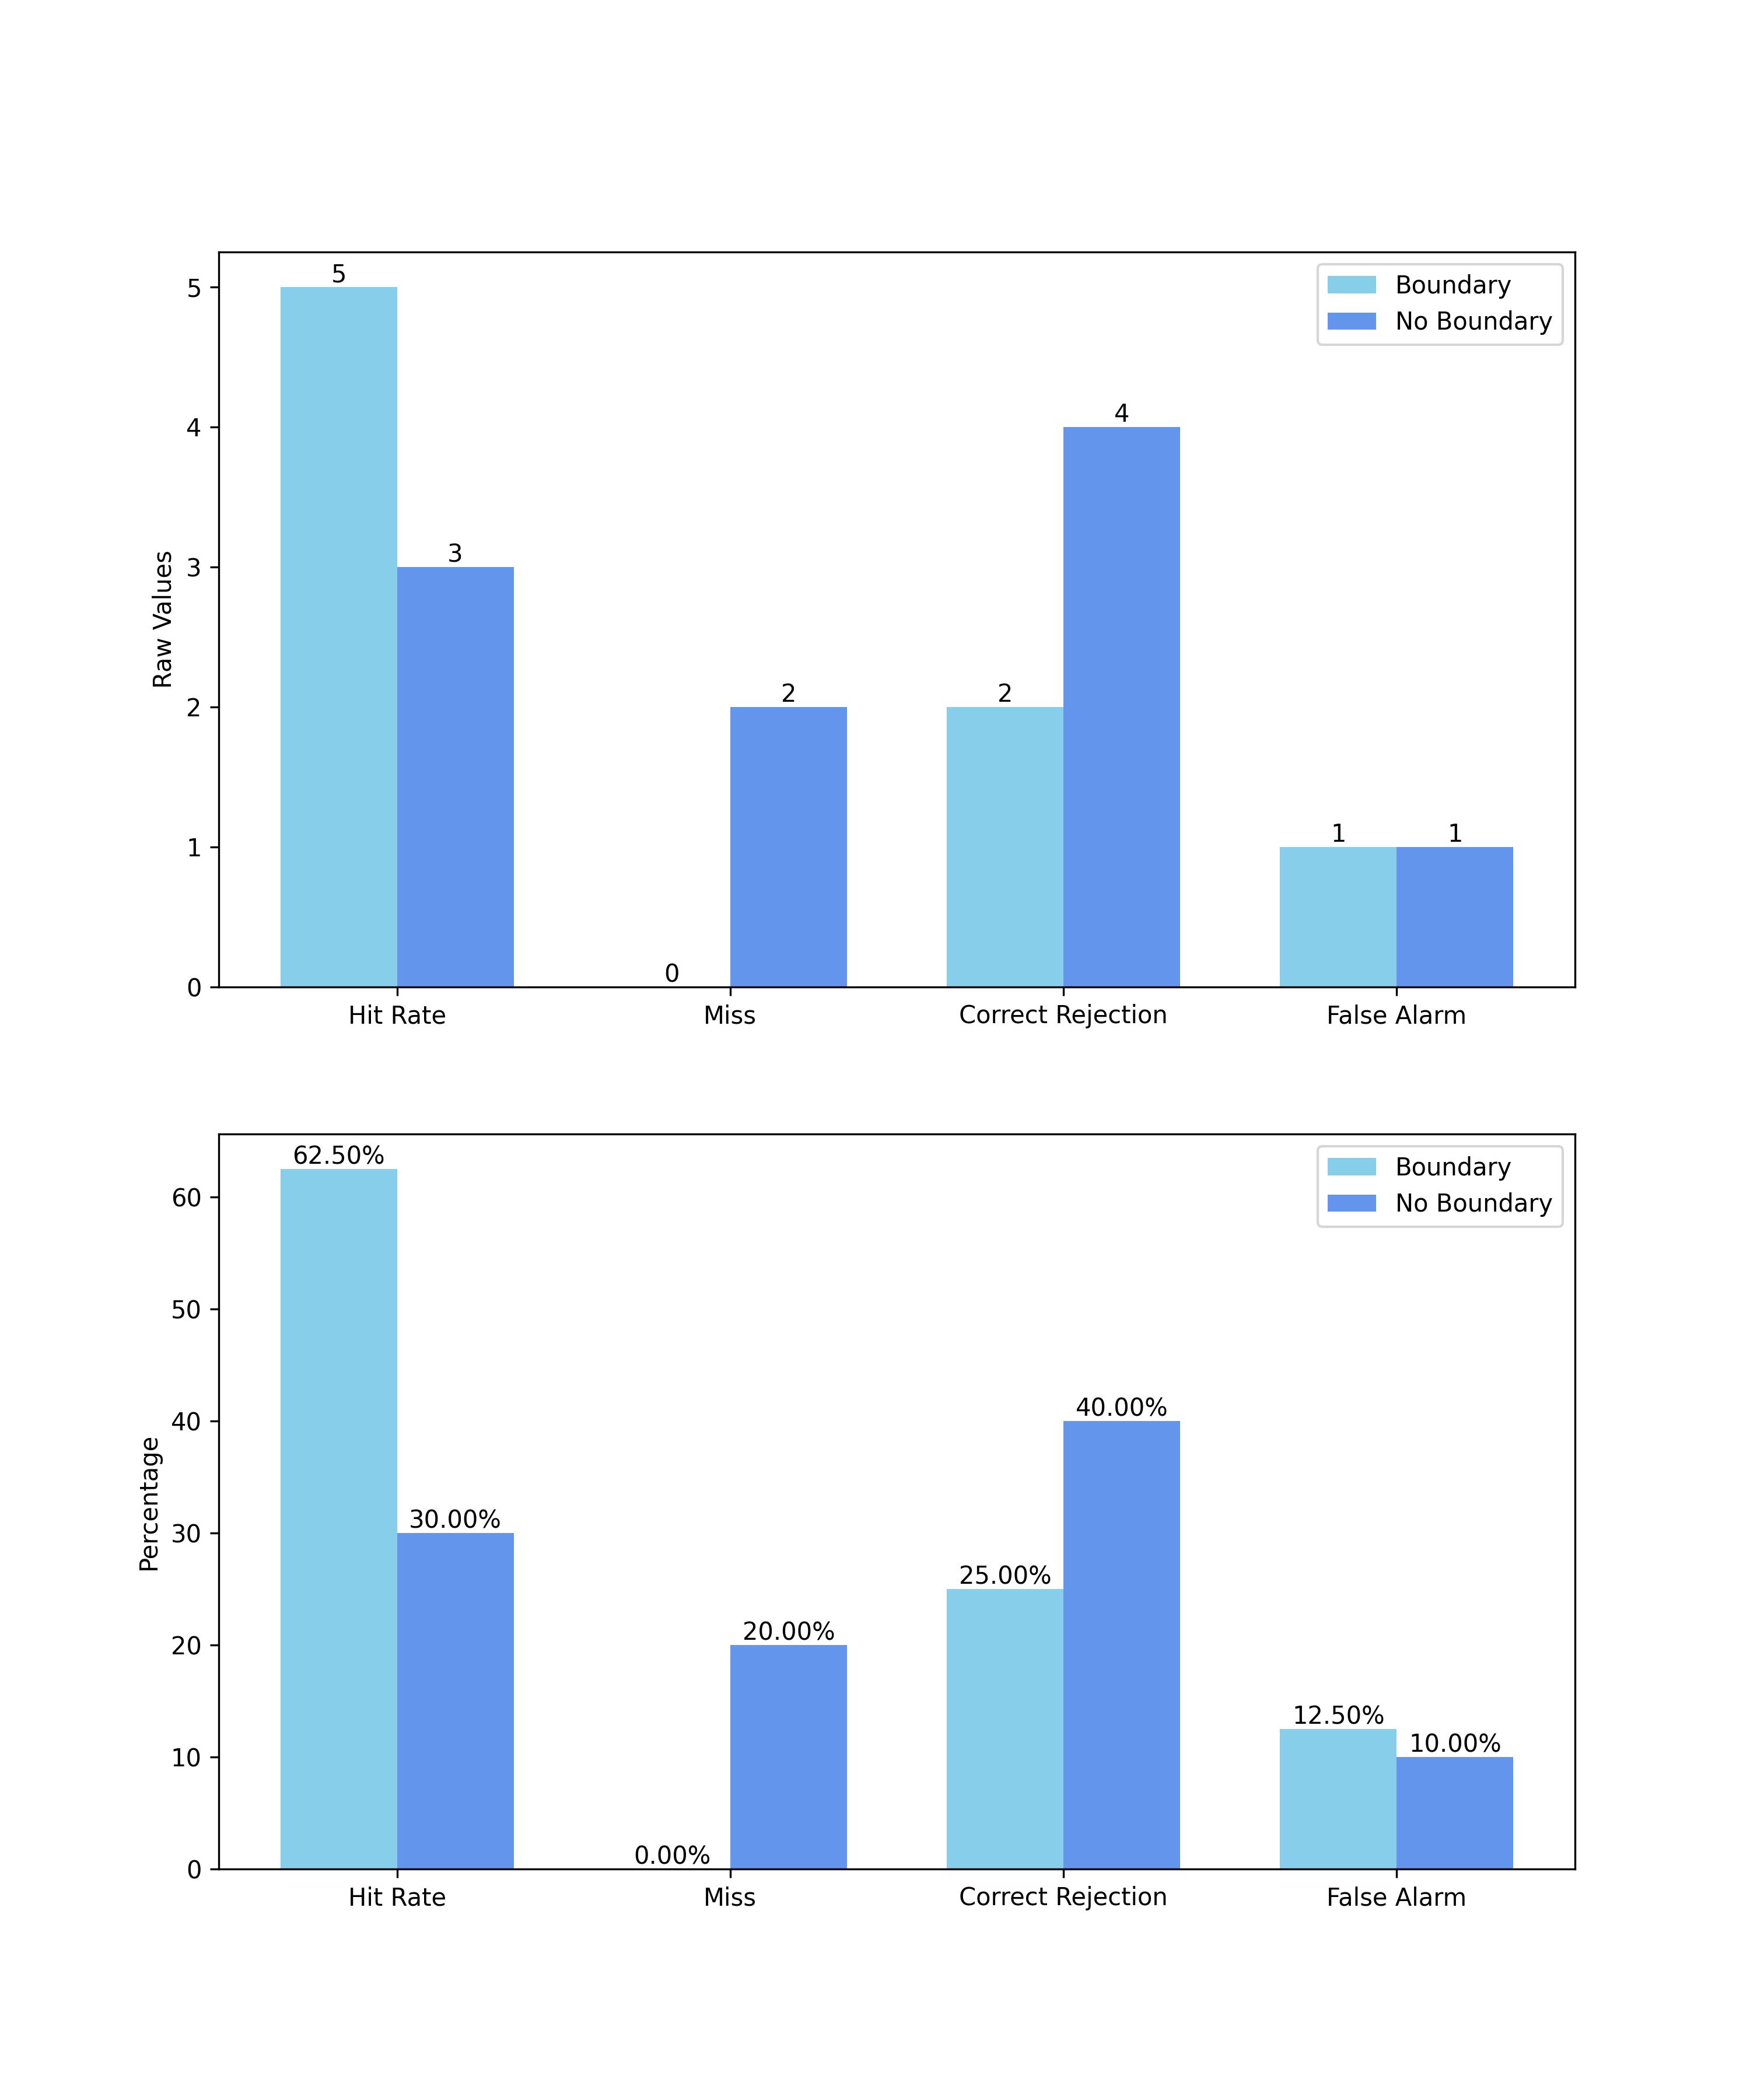 5
Boundary
No Boundary
5
4
4
3
3
Raw Values
2
2
2
1
1
1
0
0
Hit Rate
Miss
Correct Rejection
False Alarm
62.50%
Boundary
No Boundary
60
50
40.00%
40
Percentage
30.00%
30
25.00%
20.00%
20
12.50%
10.00%
10
0.00%
0
Hit Rate
Miss
Correct Rejection
False Alarm